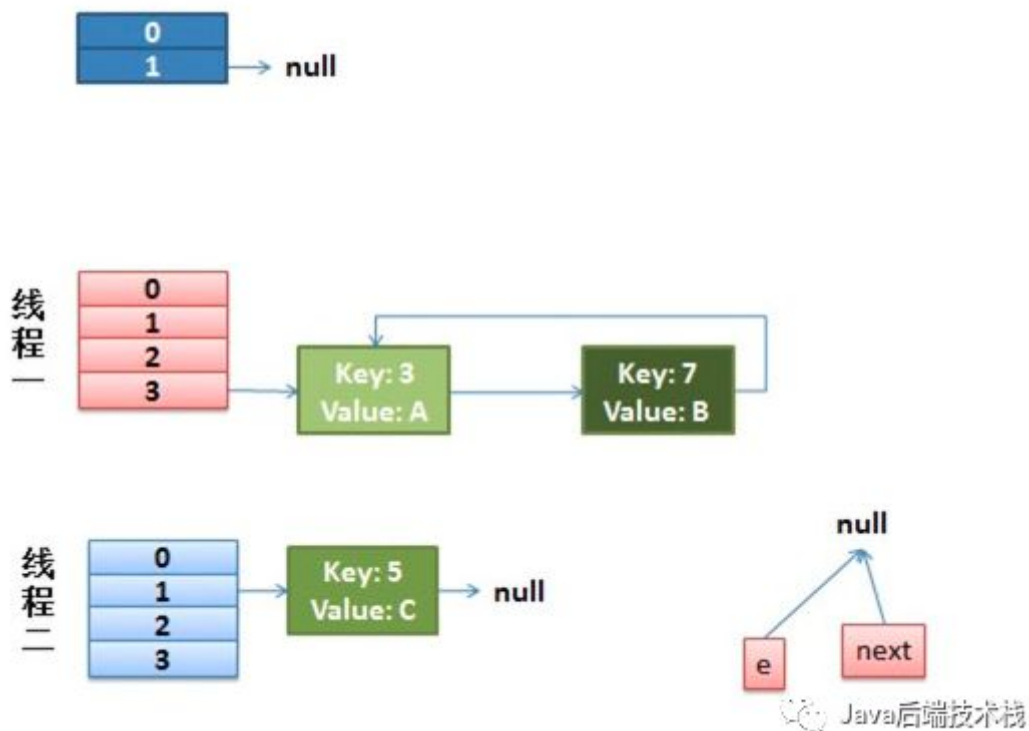 0
1
null
线程一
0
1
2
3
Key: 3
Value: A
Key: 7
Value: B
线程二
0
1
2
3
Key: 5
Value: C
null
null
e
next
Java后端技术栈